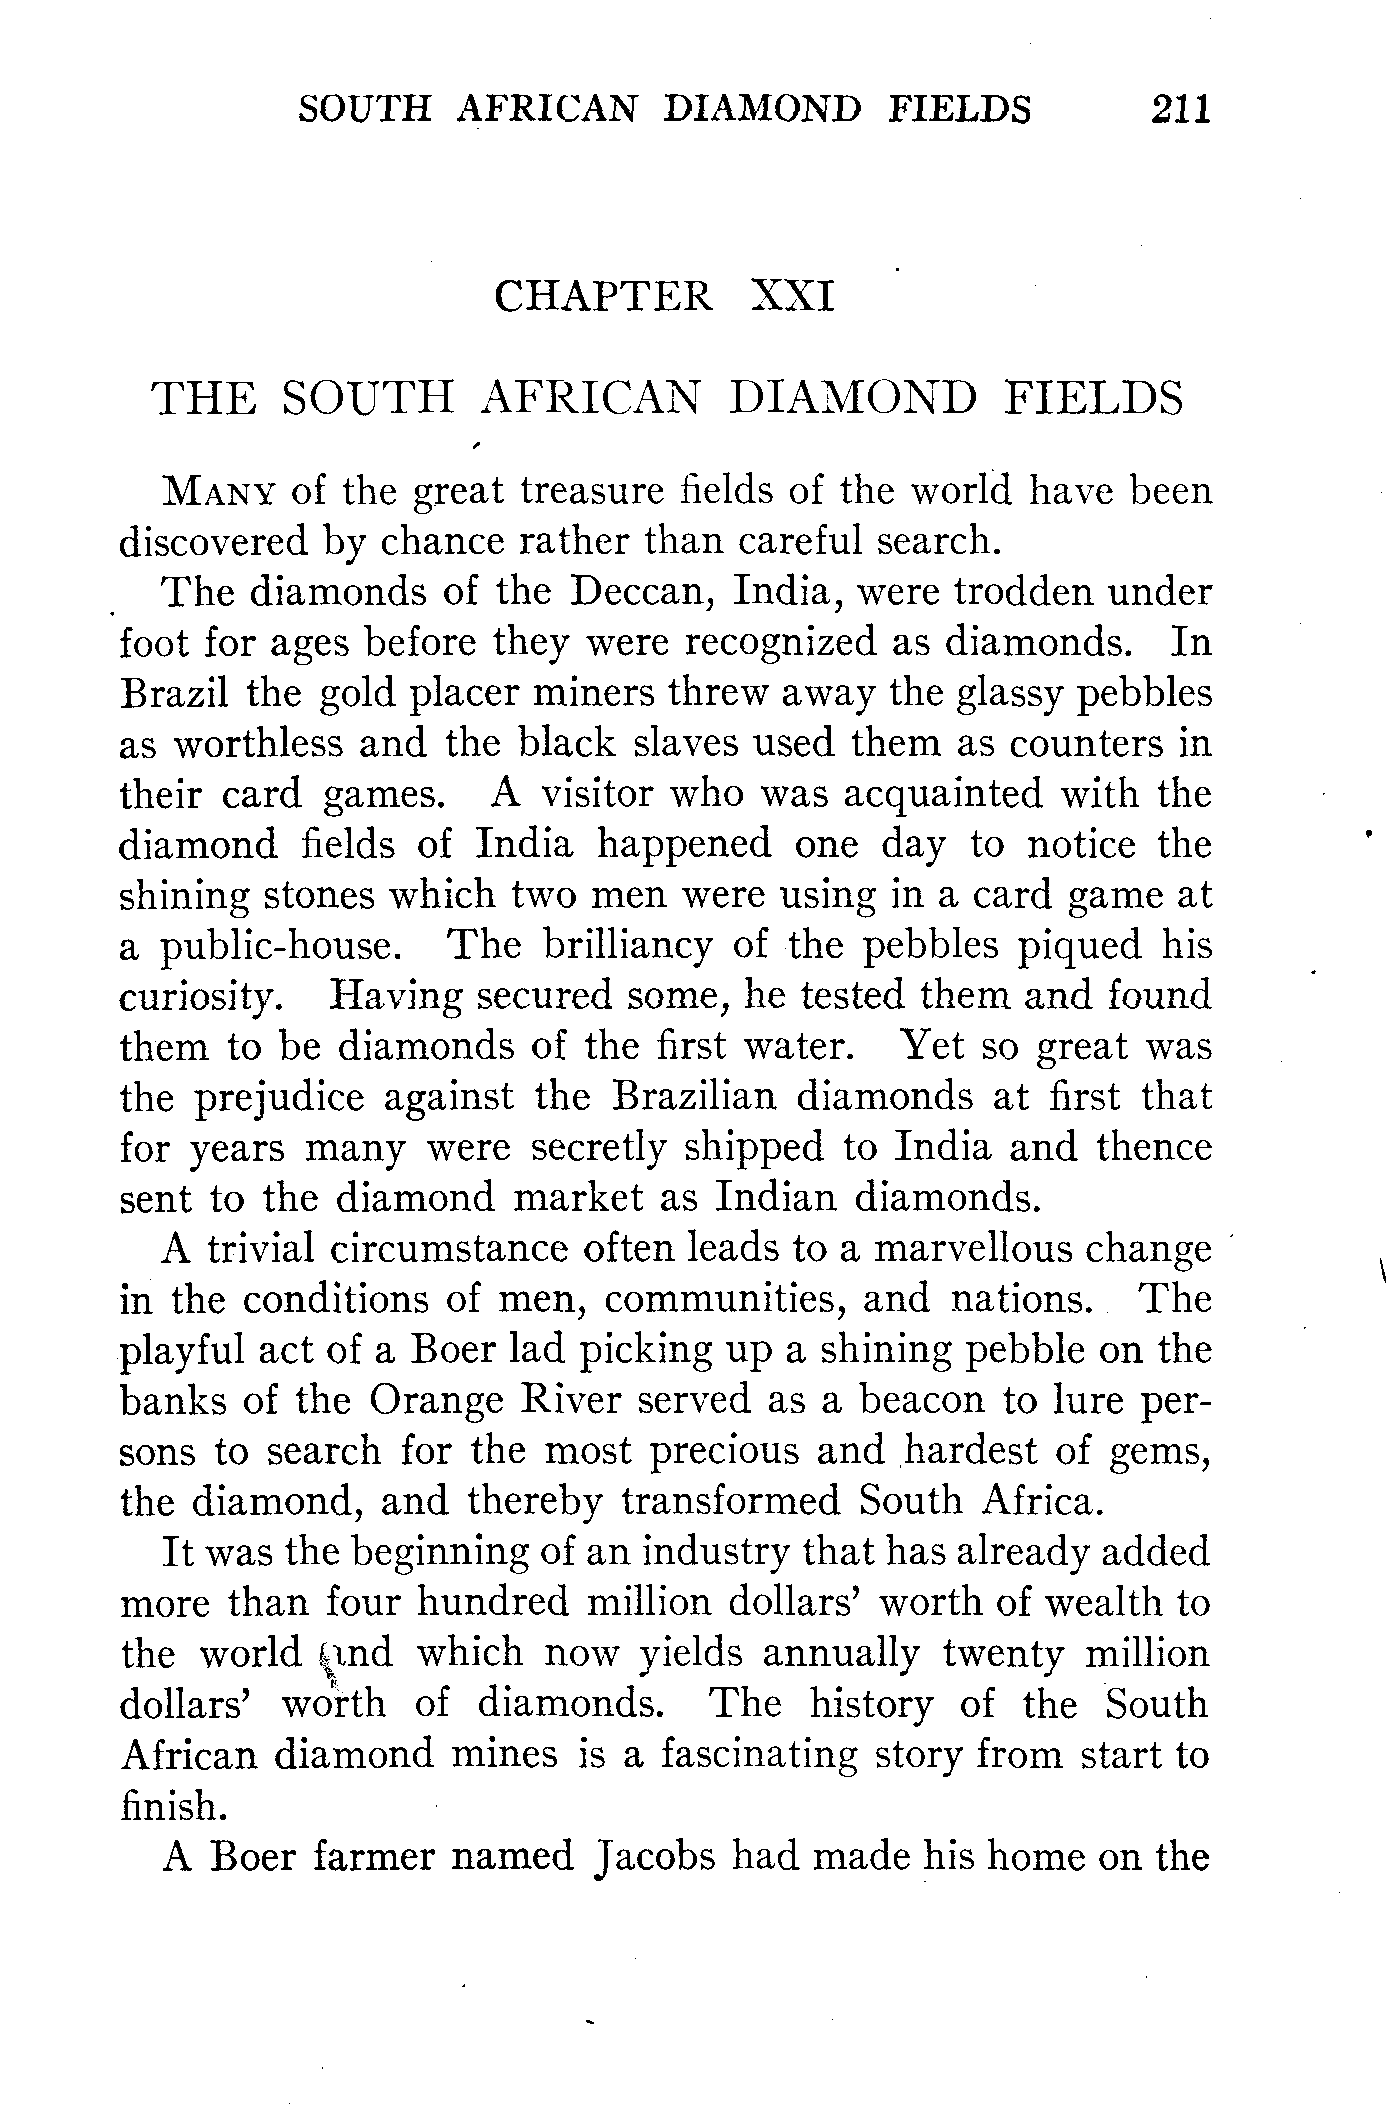 SOUTH AFRICAN DIAMOND FIELDS 211
CHAPTER XXI
THE SOUTH AFRICAN DIAMOND FIELDS
MANY of the great treasure fields of the world have been
discovered by chance rather than careful search.
The diamonds of the Deccan, India, were trodden under
foot for ages before they were recognized as diamonds. In
Brazil the gold placer miners threw away the glassy pebbles
as worthless and the black slaves used them as counters in
their card games. A visitor who was acquainted with the
diamond fields of India happened one day to notice the
shining stones which two men were using in a card game at
a public-house. The brilliancy of the pebbles piqued his
curiosity. Having secured some, he tested them and found
them to be diamonds of the first water. Yet so great was
the prejudice against the Brazilian diamonds at first that
for years many were secretly shipped to India and thence
sent to the diamond market as Indian diamonds.
A trivial circumstance often leads to a marvellous change
in the conditions of men, communities, and nations. The
playful act of a Boer lad picking up a shining pebble on the
banks of the Orange River served as a beacon to lure per-
sons to search for the most precious and hardest of gems,
the diamond, and thereby transformed South Africa.
It was the beginning of an industry that has already added
more than four hundred million dollars' worth of wealth to
the world and which now yields annually twenty million
dollars' worth of diamonds. The history of the South
African diamond mines is a fascinating story from start to
finish.
A Boer farmer named Jacobs had made his home on the